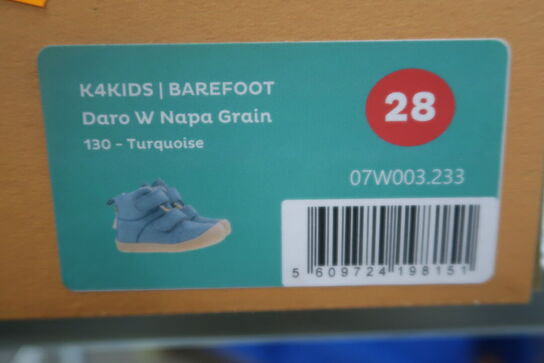 K4KIDS | BAREFOOT
Daro W Napa Grain
130 - Turquoise
28
07W003.233
5 609724 198151